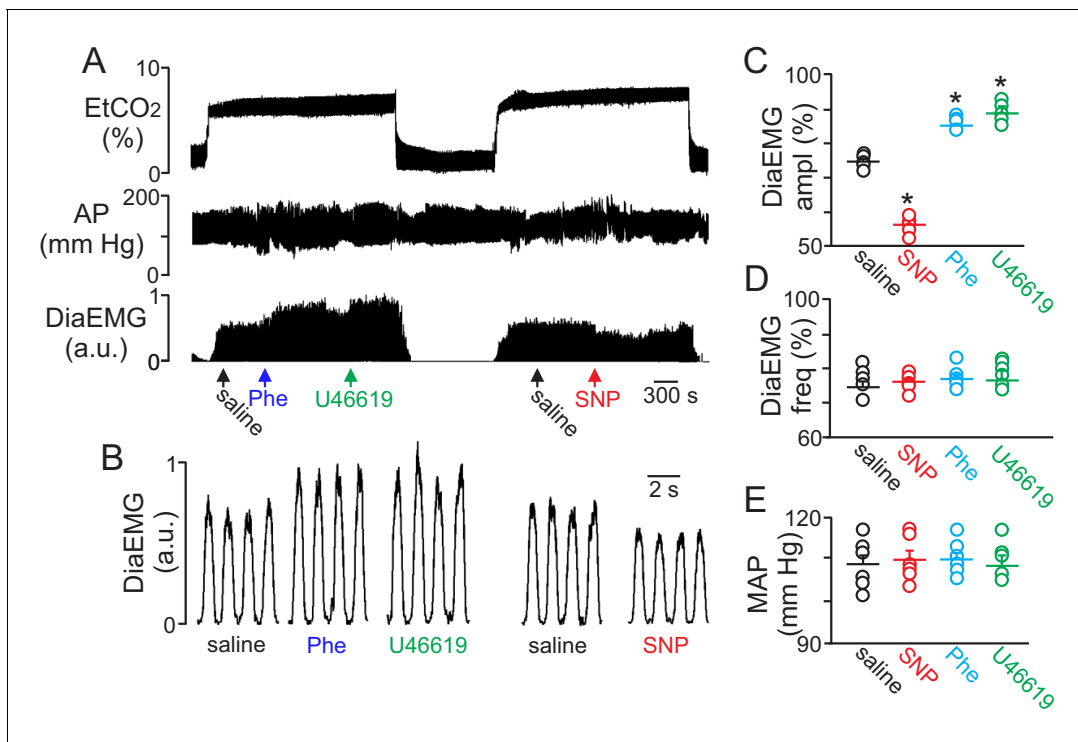 A
10
EtCO2
(%)
0
200
AP
(mm Hg)
0
1
DiaEMG
(a.u.)
0
saline
Phe
U46619
saline
SNP
300 s
B
1
DiaEMG
(a.u.)
0
2 s
saline
Phe
U46619
saline
SNP
C
100
DiaEMG
ampl (%)
50
* * *
saline
SNP
Phe
U46619
D
100
DiaEMG
freq (%)
60
saline
SNP
Phe
U46619
E
120
MAP
(mm Hg)
90
saline
SNP
Phe
U46619